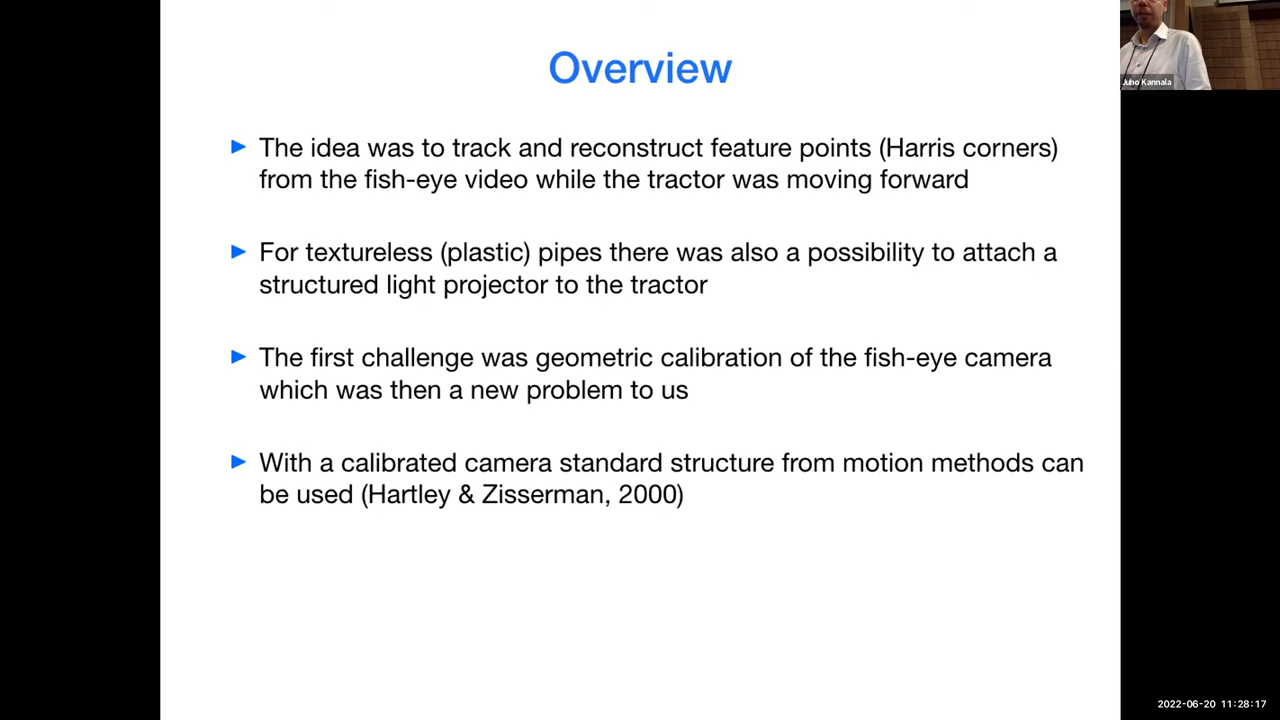 Overview
The idea was to track and reconstruct feature points (Harris corners)
from the fish-eye video while the tractor was moving forward
For textureless (plastic) pipes there was also a possibility to attach a
structured light projector to the tractor
The first challenge was geometric calibration of the fish-eye camera
which was then a new problem to us
With a calibrated camera standard structure from motion methods can
be used (Hartley & Zisserman, 2000)
Juho Kannala
2022-06-20 11:28:17